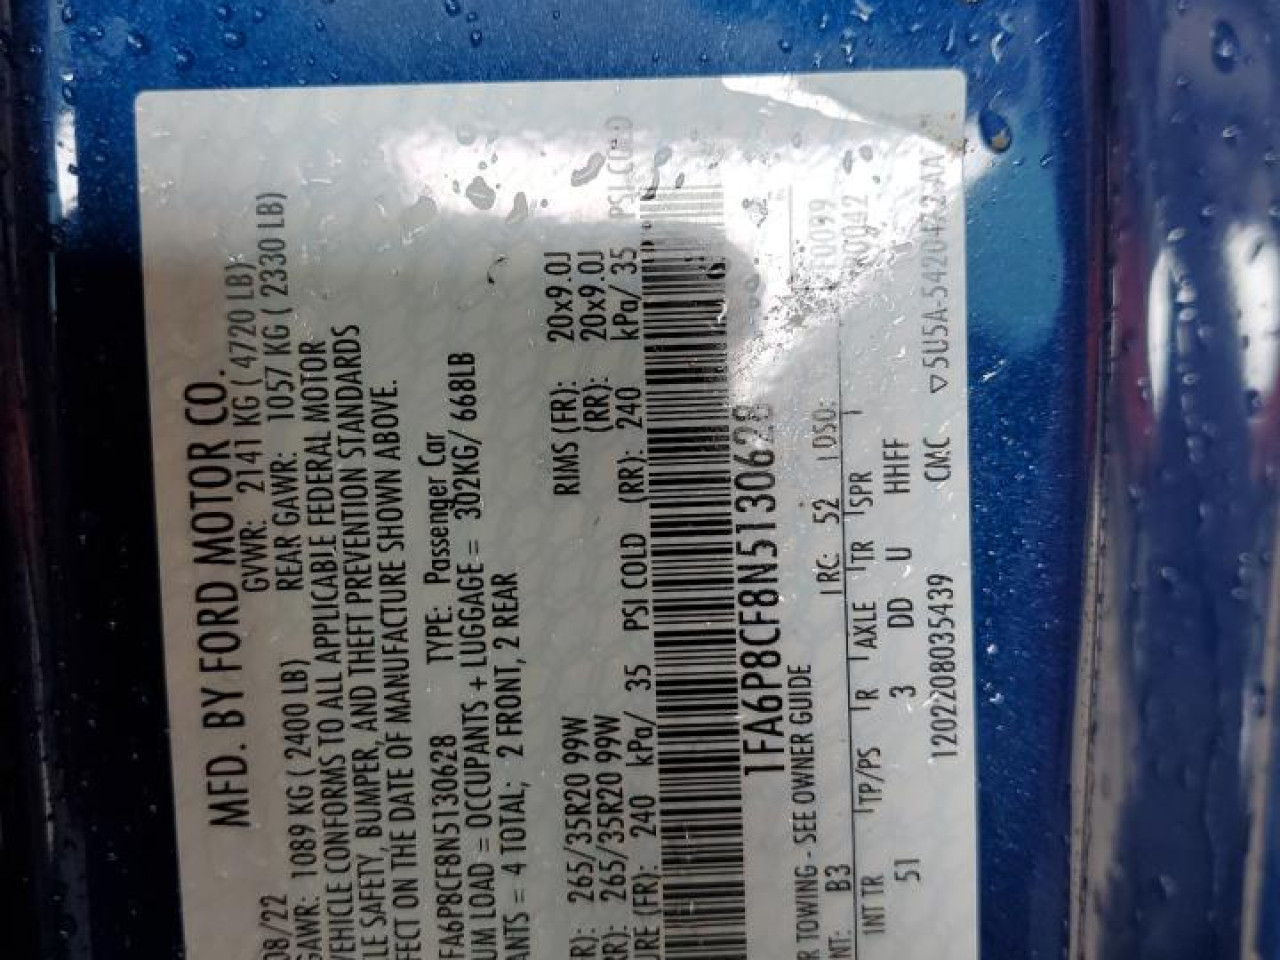 MFD. BY FORD MOTOR CO.
08/22 GVWR: 2141 KG ( 4720 LB)
GAWR: 1089 KG ( 2400 LB) REAR GAWR: 1057 KG ( 2330 LB)
VEHICLE CONFORMS TO ALL APPLICABLE FEDERAL MOTOR
LE SAFETY, BUMPER, AND THEFT PREVENTION STANDARDS
FECT ON THE DATE OF MANUFACTURE SHOWN ABOVE.
FA6P8CF8N5130628 TYPE: Passenger Car
UM LOAD = OCCUPANTS + LUGGAGE = 302KG/ 668LB
ANTS = 4 TOTAL; 2 FRONT, 2 REAR
R): 265/35R20 99W RIMS (FR): 20x9.0J
RR): 265/35R20 99W (RR): 20x9.0J
URE (FR): 240 kPa/ 35 PSI COLD (RR): 240 kPa/ 35 PSI COLD
1FA6P8CF8N5130628
R TOWING - SEE OWNER GUIDE
NT: B3 RC: 52 DSO:
INT TR TP/PS R AXLE TR SPR
51 3 DD U HHFF
1202208035439 CMC ▽5U5A-5420472-AA